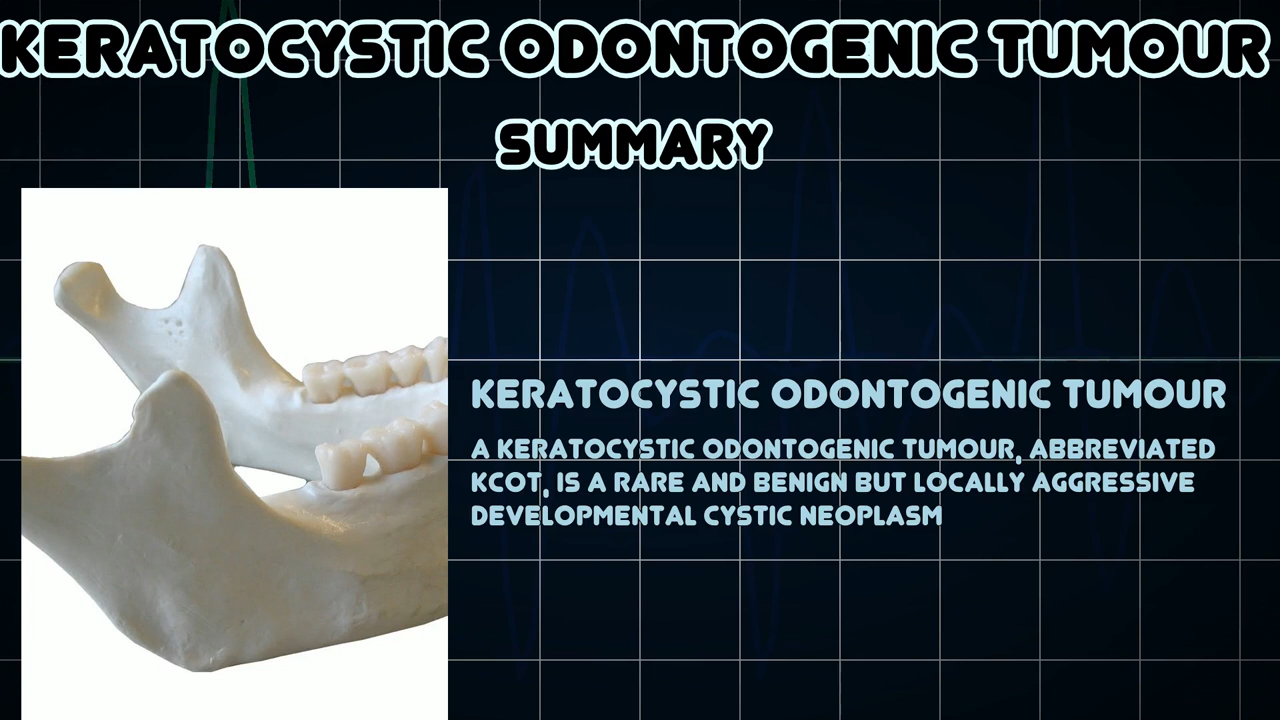 KERATOCYSTIC ODONTOGENIC TUMOUR
SUMMARY
KERATOCYSTIC ODONTOGENIC TUMOUR
A KERATOCYSTIC ODONTOGENIC TUMOUR, ABBREVIATED
KCOT, IS A RARE AND BENIGN BUT LOCALLY AGGRESSIVE
DEVELOPMENTAL CYSTIC NEOPLASM